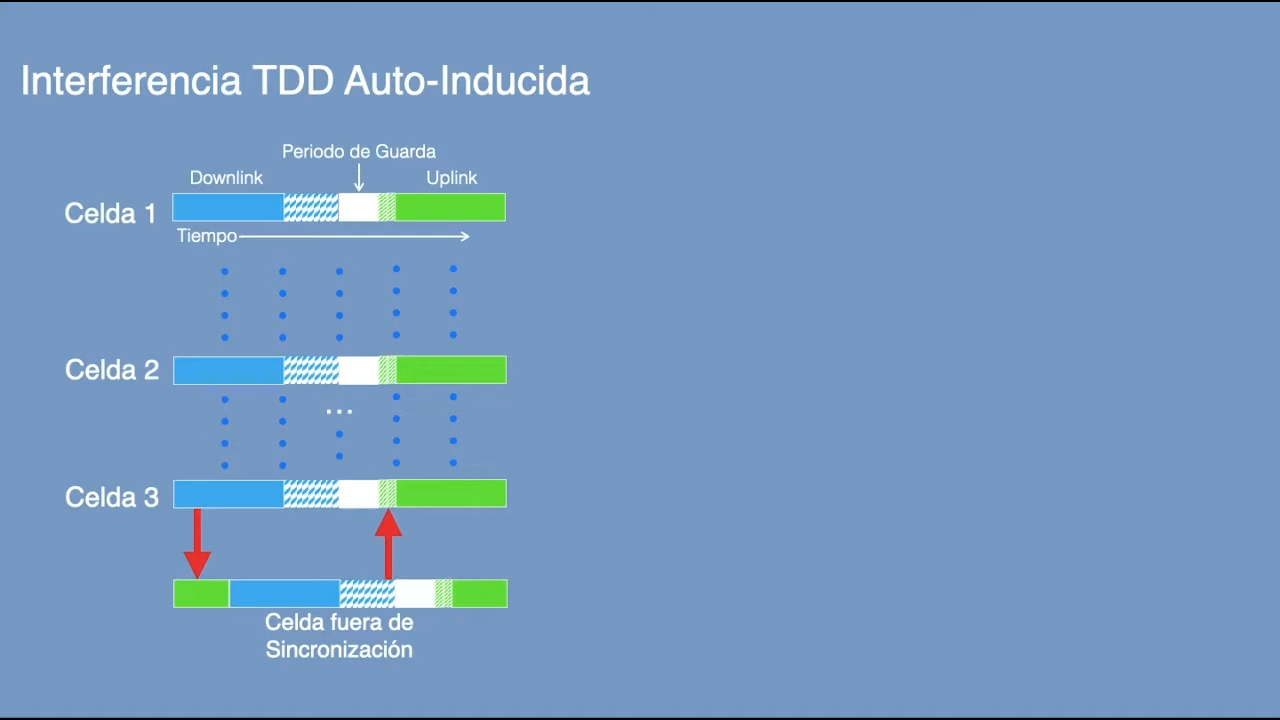 Interferencia TDD Auto-Inducida
Periodo de Guarda
Downlink
Uplink
Celda 1
Tiempo
Celda 2
...
Celda 3
Celda fuera de
Sincronización